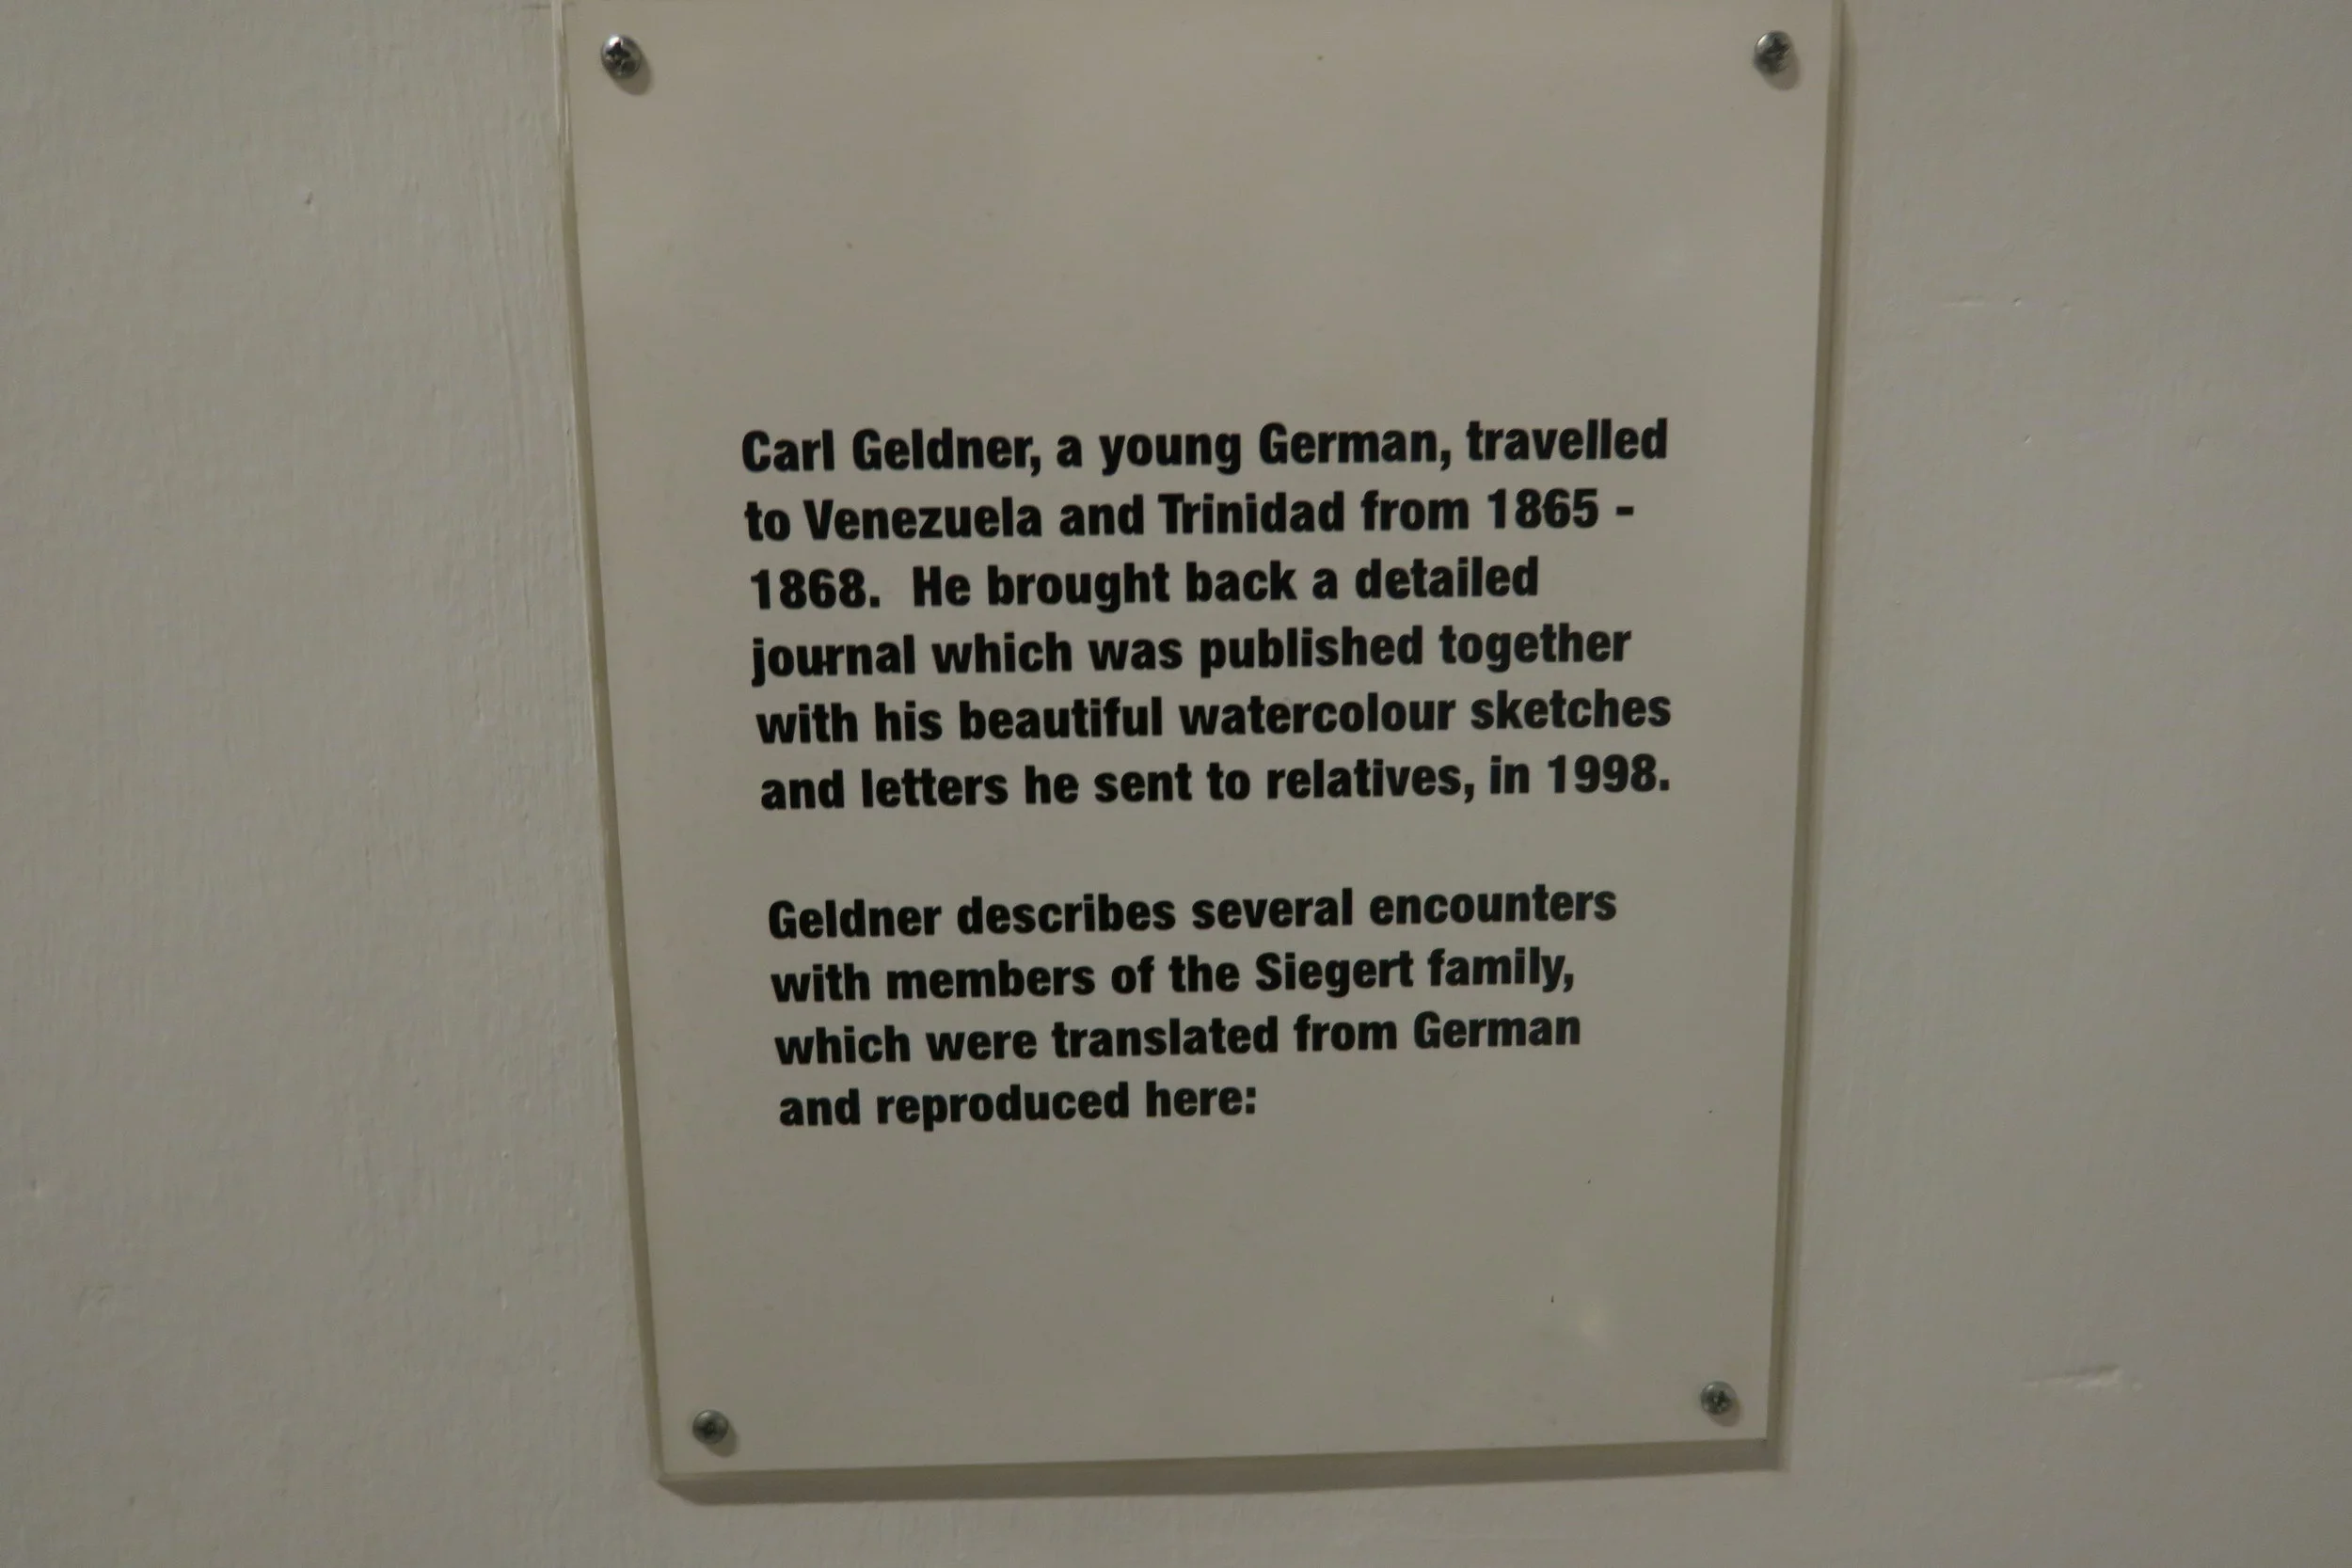 Carl Geldner, a young German, travelled
to Venezuela and Trinidad from 1865 -
1868. He brought back a detailed
journal which was published together
with his beautiful watercolour sketches
and letters he sent to relatives, in 1998.
Geldner describes several encounters
with members of the Siegert family,
which were translated from German
and reproduced here: